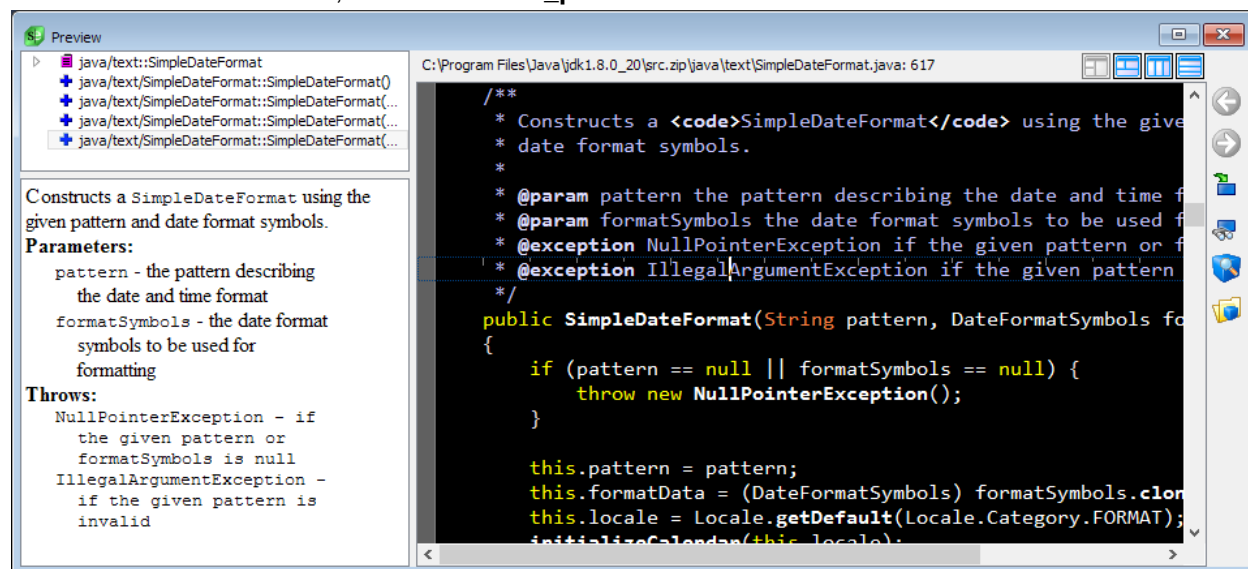 Preview
java/text::SimpleDateFormat
java/text/SimpleDateFormat::SimpleDateFormat()
java/text/SimpleDateFormat::SimpleDateFormat(...
java/text/SimpleDateFormat::SimpleDateFormat(...
java/text/SimpleDateFormat::SimpleDateFormat(...
Constructs a SimpleDateFormat using the
given pattern and date format symbols.
Parameters:
pattern - the pattern describing
the date and time format
formatSymbols - the date format
symbols to be used for
formatting
Throws:
NullPointerException - if
the given pattern or
formatSymbols is null
IllegalArgumentException -
if the given pattern is
invalid
C:\Program Files\Java\jdk1.8.0_20\src.zip\java\text\SimpleDateFormat.java: 617
/**
* Constructs a <code>SimpleDateFormat</code> using the give
* date format symbols.
*
* @param pattern the pattern describing the date and time f
* @param formatSymbols the date format symbols to be used f
* @exception NullPointerException if the given pattern or f
* @exception IllegalArgumentException if the given pattern
*/
public SimpleDateFormat(String pattern, DateFormatSymbols fo
{
if (pattern == null || formatSymbols == null) {
throw new NullPointerException();
}
this.pattern = pattern;
this.formatData = (DateFormatSymbols) formatSymbols.clon
this.locale = Locale.getDefault(Locale.Category.FORMAT);
initializeCalendar(this.locale);